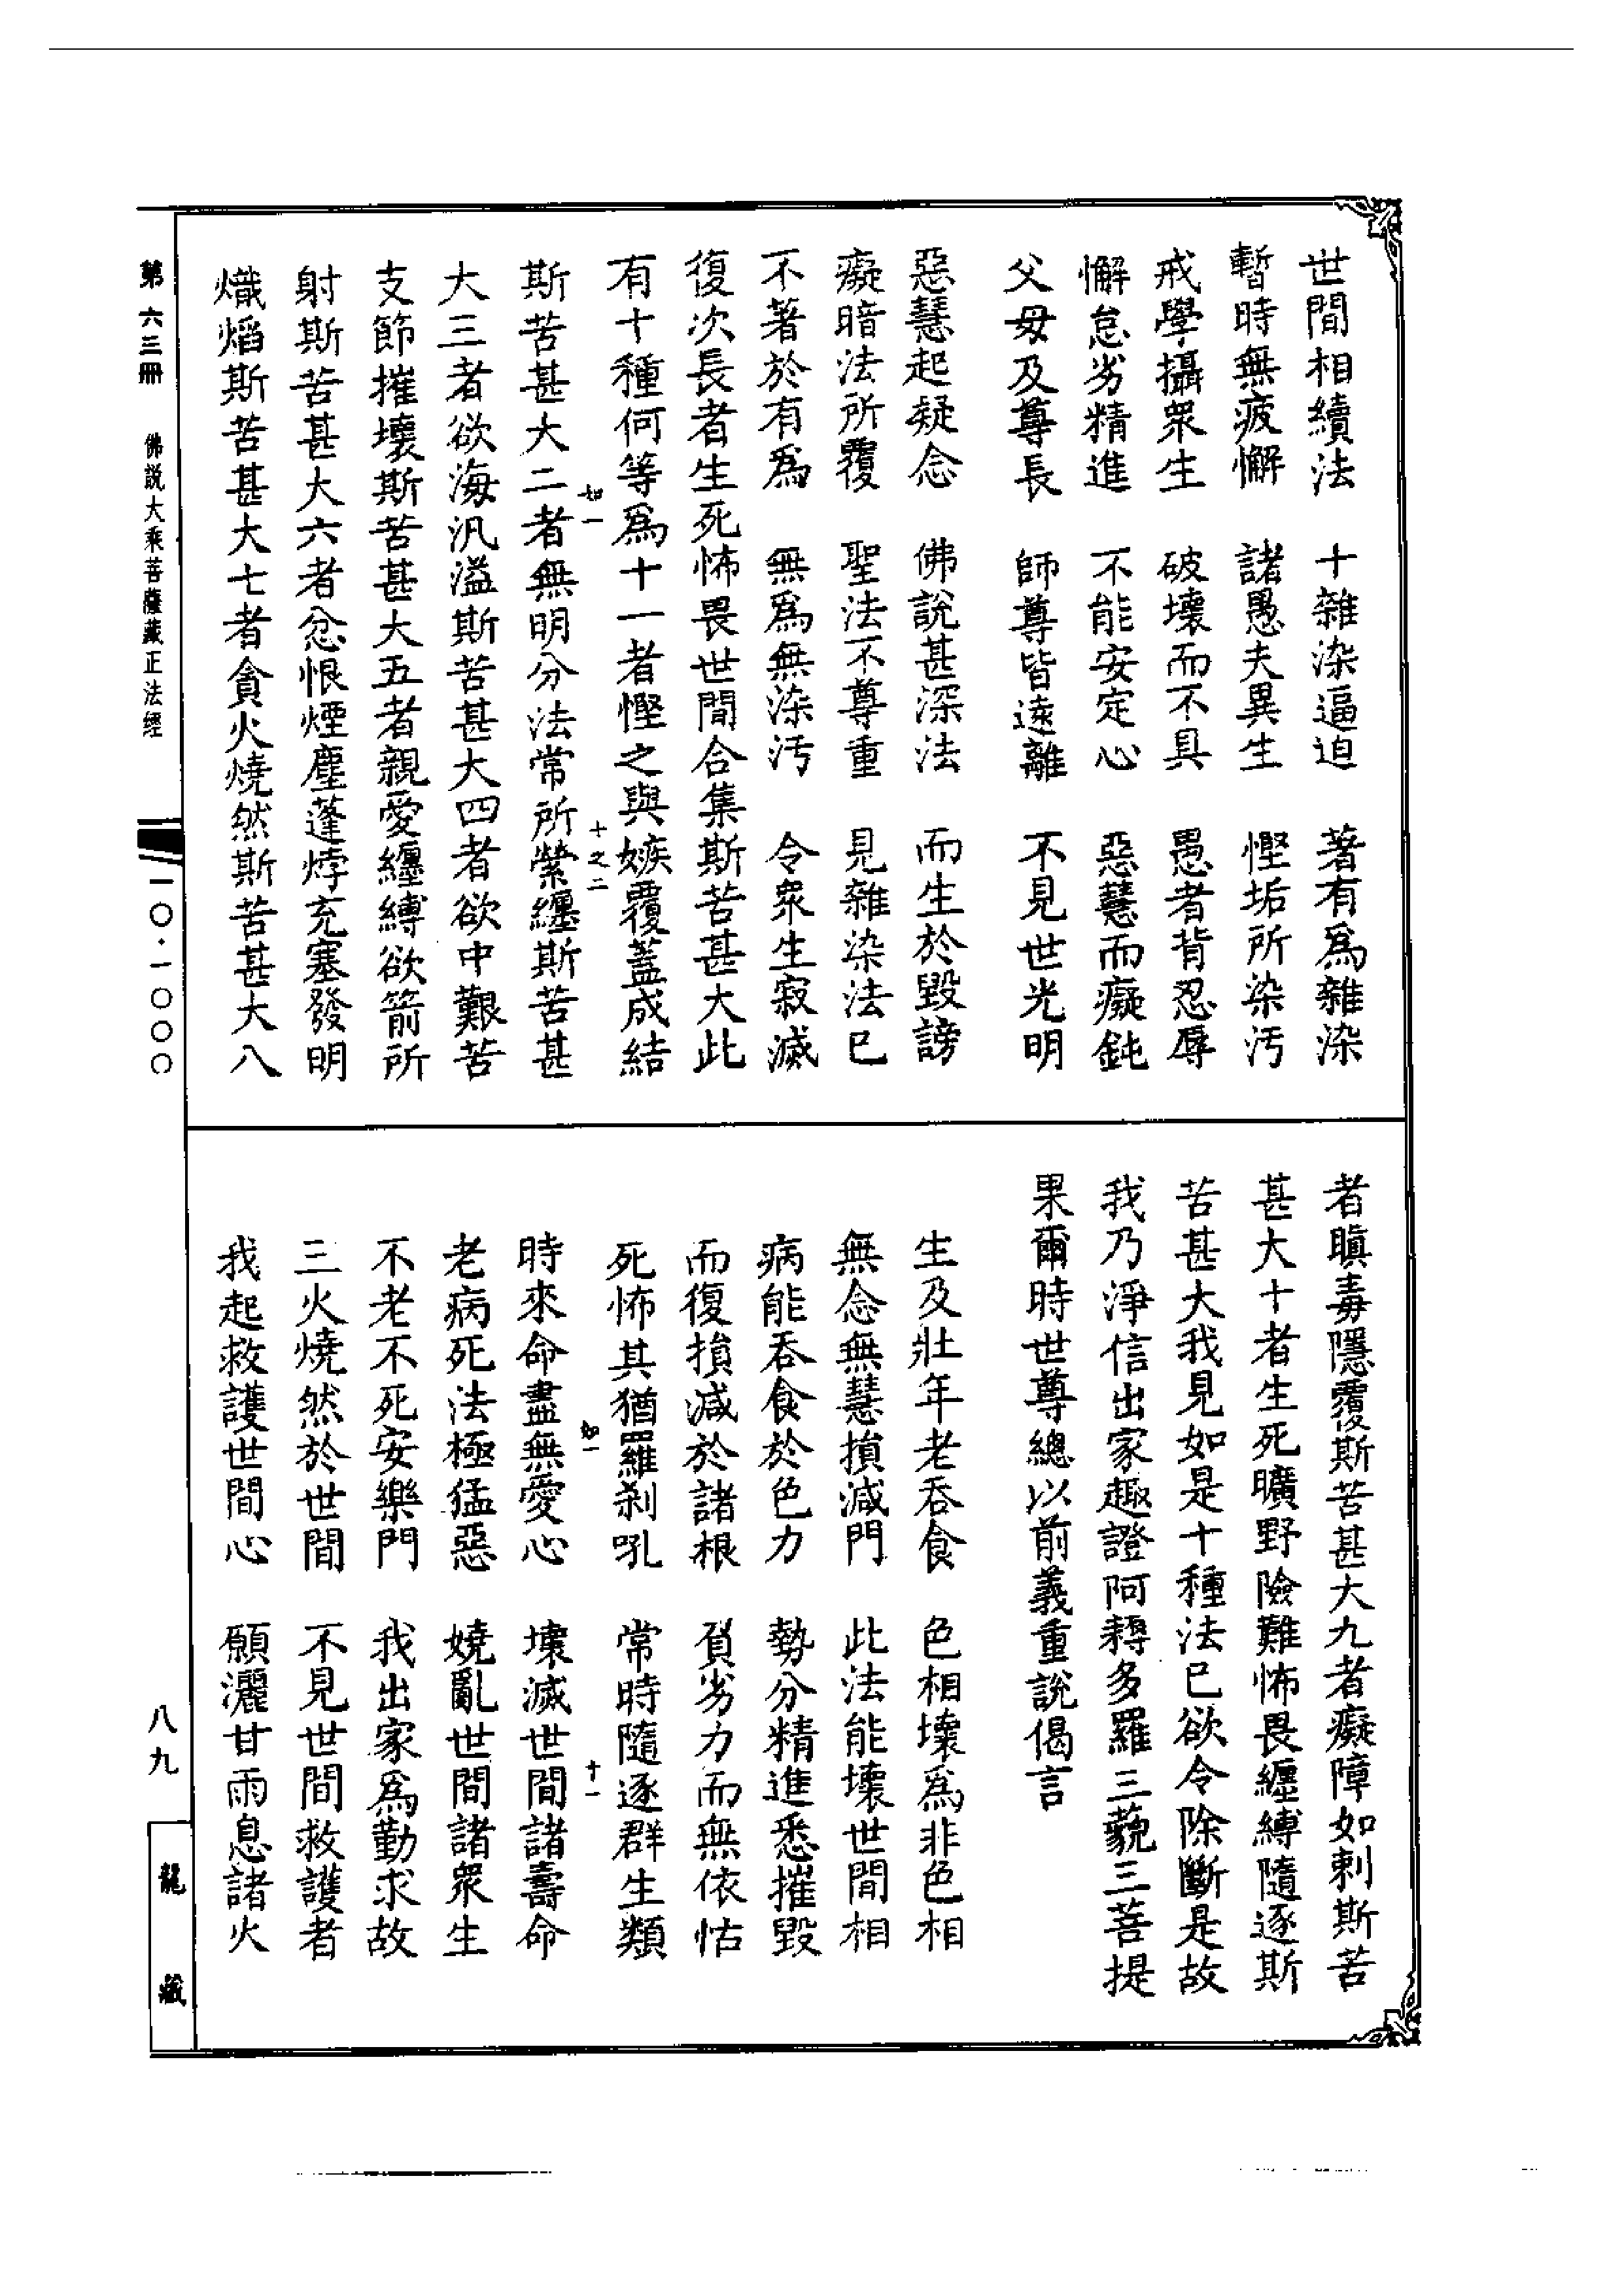 世間相續法　十雜染逼迫　著有爲雜染
暫時無疲懈　諸愚夫異生　慳垢所染汚
戒學攝衆生　破壞而不具　愚者背忍辱
懈怠劣精進　不能安定心　惡慧而癡鈍
父母及尊長　師尊皆遠離　不見世光明
惡慧起疑念　佛說甚深法　而生於毀謗
癡暗法所覆　聖法不尊重　見雜染法已
不著於有爲　無爲無染汚　令衆生寂滅
復次長者生死怖畏世間合集斯苦甚大此
有十種何等爲十一者慳之與嫉覆蓋成結
如一　十之二
斯苦甚大二者無明分法常所縈纏斯苦甚
大三者欲海汎溢斯苦甚大四者欲中艱苦
支節摧壞斯苦甚大五者親愛纏縛欲箭所
射斯苦甚大六者忿恨煙塵蓬㶿充塞發明
熾焰斯苦甚大七者貪火燒然斯苦甚大八
者瞋毒隱覆斯苦甚大九者癡障如刺斯苦
甚大十者生死曠野險難怖畏纏縛隨逐斯
苦甚大我見如是十種法已欲令除斷是故
我乃淨信出家趣證阿耨多羅三藐三菩提
果爾時世尊總以前義重說偈言
生及壯年老吞食　色相壞爲非色相
無念無慧損減門　此法能壞世間相
病能吞食於色力　勢分精進悉摧毀
而復損減於諸根　貧劣力而無依怙
死怖其猶羅刹吼　常時隨逐群生類
如一　十一
時來命盡無愛心　壞滅世間諸壽命
老病死法極猛惡　嬈亂世間諸衆生
不老不死安樂門　我出家爲勤求故
三火燒然於世間　不見世間救護者
我起救護世間心　願灑甘雨息諸火
第六三冊　佛說大乘菩薩藏正法經
一〇·一〇〇〇
八九
龍藏